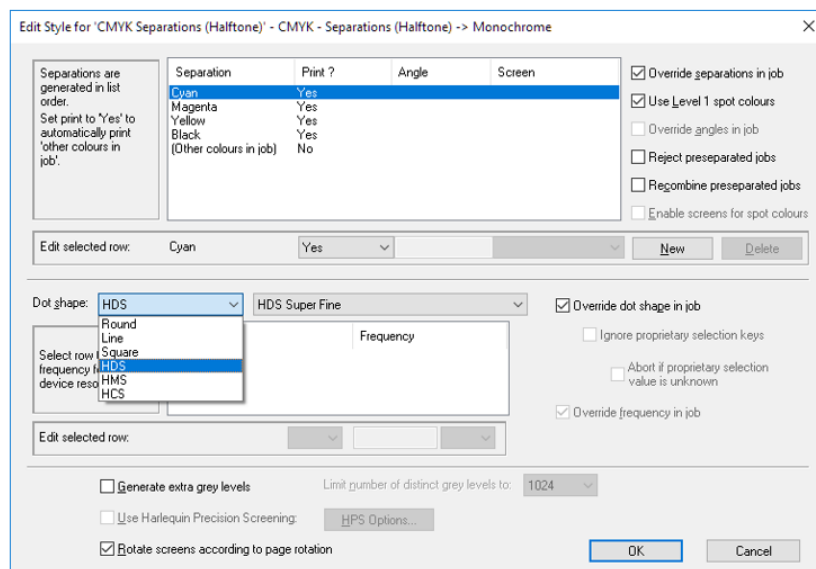 Edit Style for 'CMYK Separations (Halftone)' - CMYK - Separations (Halftone) -> Monochrome
Separations are
generated in list
order.
Set print to 'Yes' to
automatically print
'other colours in
job'.
Separation Print ? Angle Screen
Cyan Yes
Magenta Yes
Yellow Yes
Black Yes
(Other colours in job) No
Override separations in job
Use Level 1 spot colours
Override angles in job
Reject preseparated jobs
Recombine preseparated jobs
Enable screens for spot colours
Edit selected row: Cyan Yes New Delete
Dot shape: HDS HDS Super Fine
Round
Line
Square
HDS
HMS
HCS
Select row
frequency
device
Frequency
Override dot shape in job
Ignore proprietary selection keys
Abort if proprietary selection
value is unknown
Override frequency in job
Edit selected row:
Generate extra grey levels Limit number of distinct grey levels to: 1024
Use Harlequin Precision Screening: HPS Options...
Rotate screens according to page rotation
OK Cancel